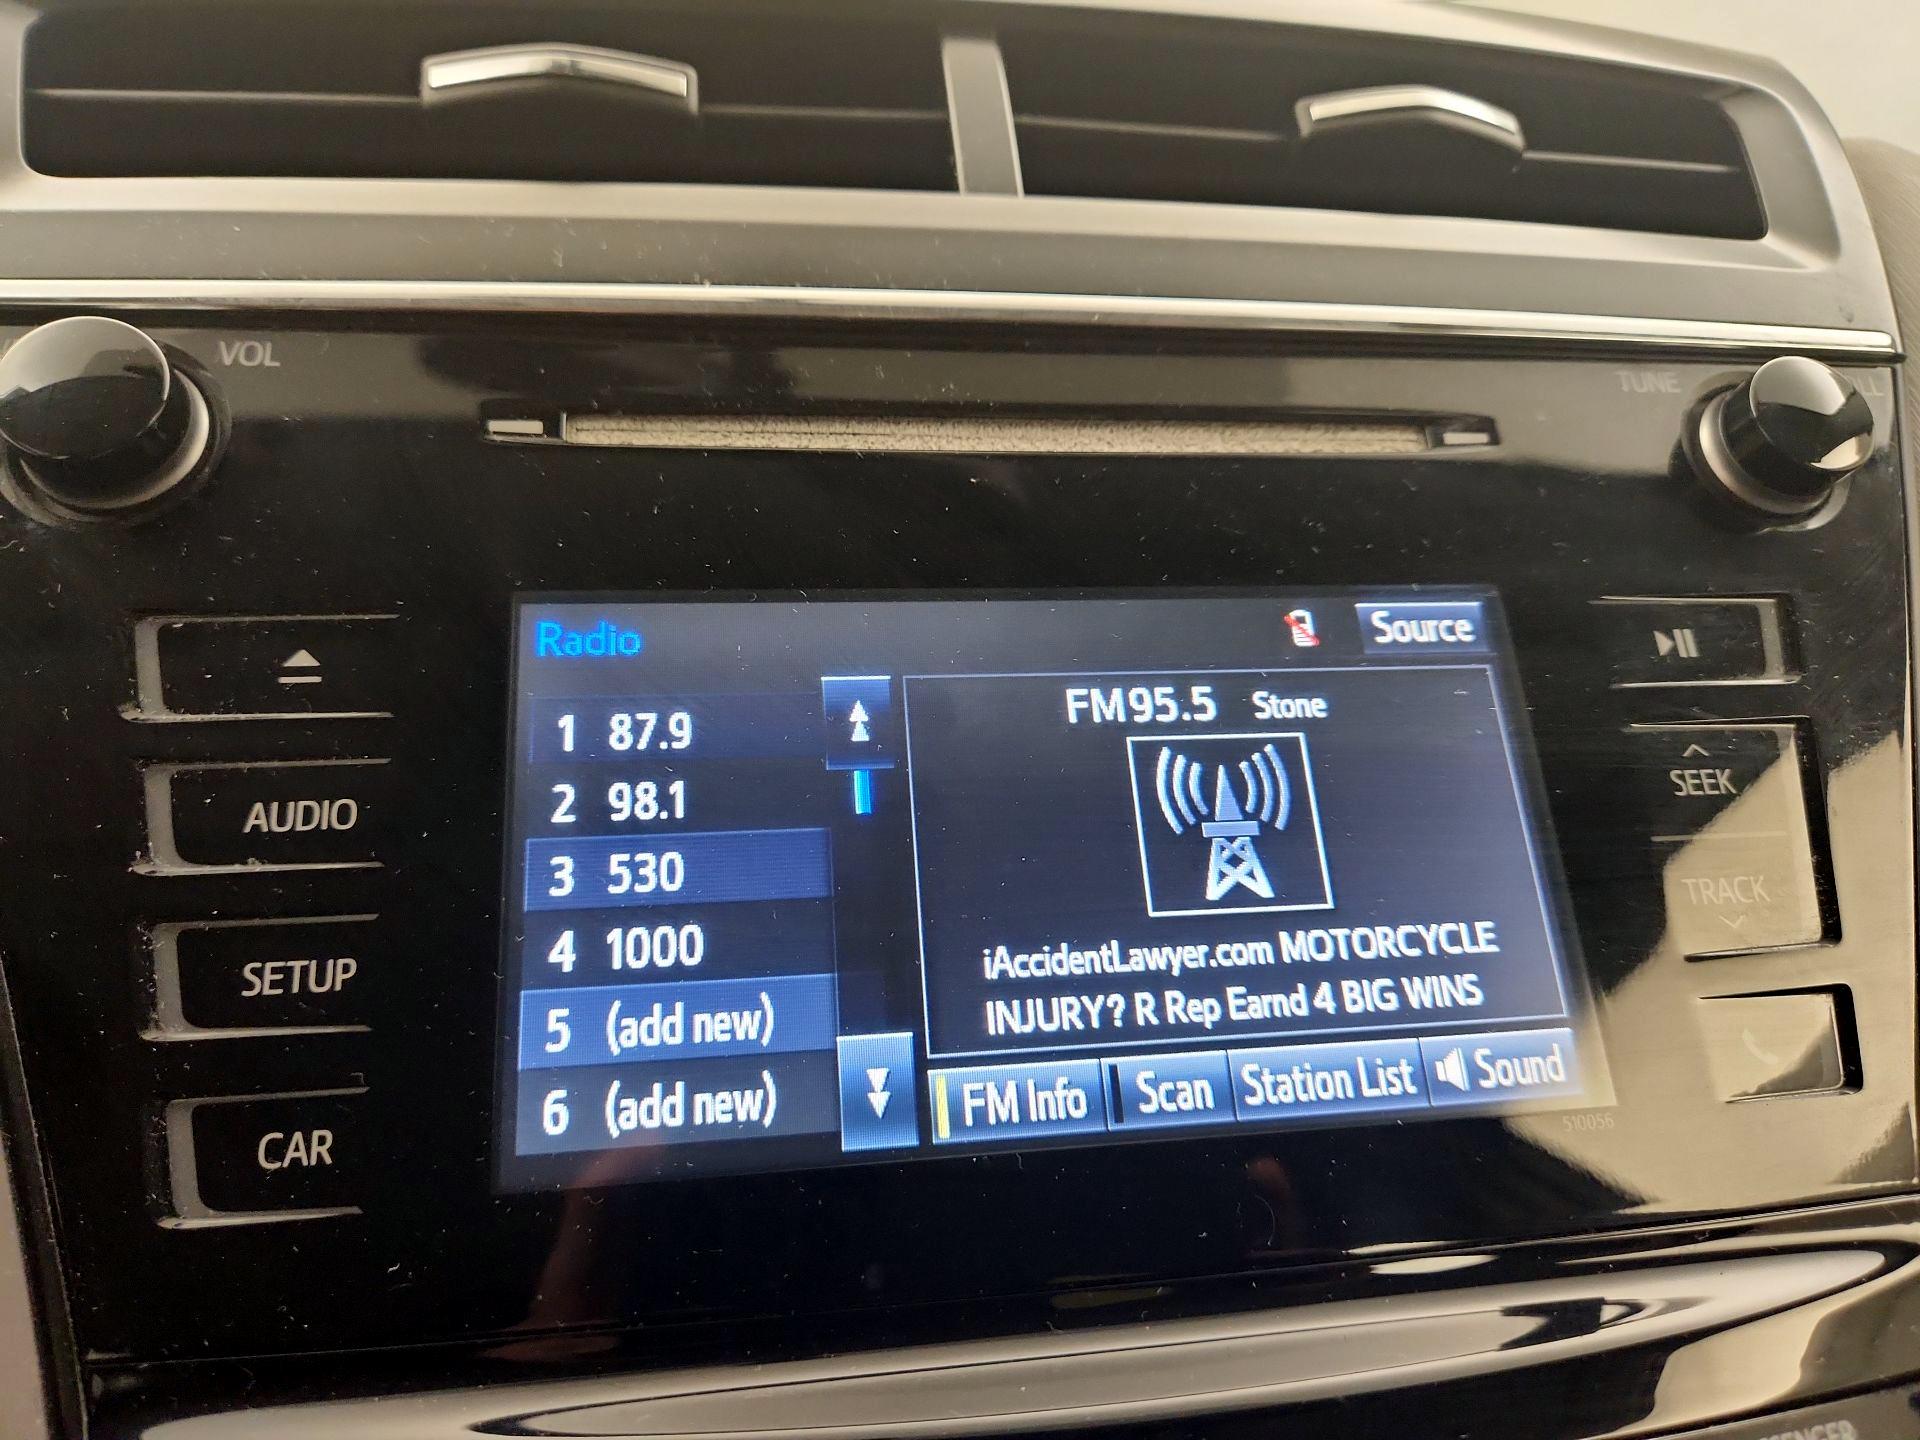 VOL
TUNE
Radio
Source
1 87.9
2 98.1
3 530
4 1000
5 (add new)
6 (add new)
FM95.5 Stone
iAccidentLawyer.com MOTORCYCLE
INJURY? R Rep Earnd 4 BIG WINS
FM Info
Scan
Station List
Sound
510056
AUDIO
SETUP
CAR
SEEK
TRACK